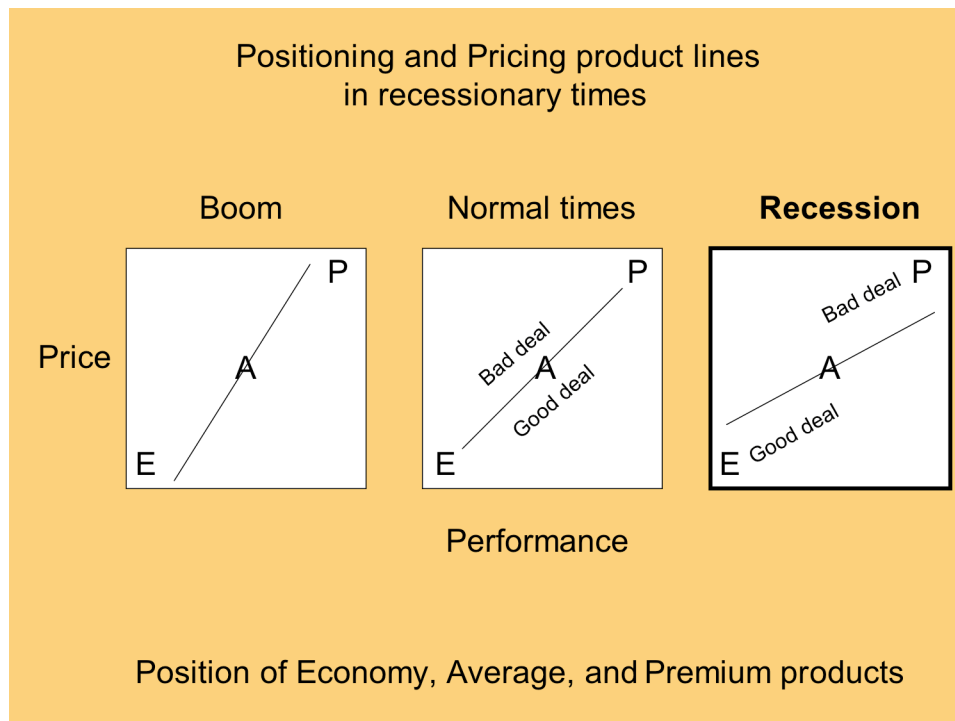 Positioning and Pricing product lines
in recessionary times
Boom
Normal times
Recession
Price
P
A
E
P
Bad deal
A
Good deal
E
P
Bad deal
A
Good deal
E
Performance
Position of Economy, Average, and Premium products